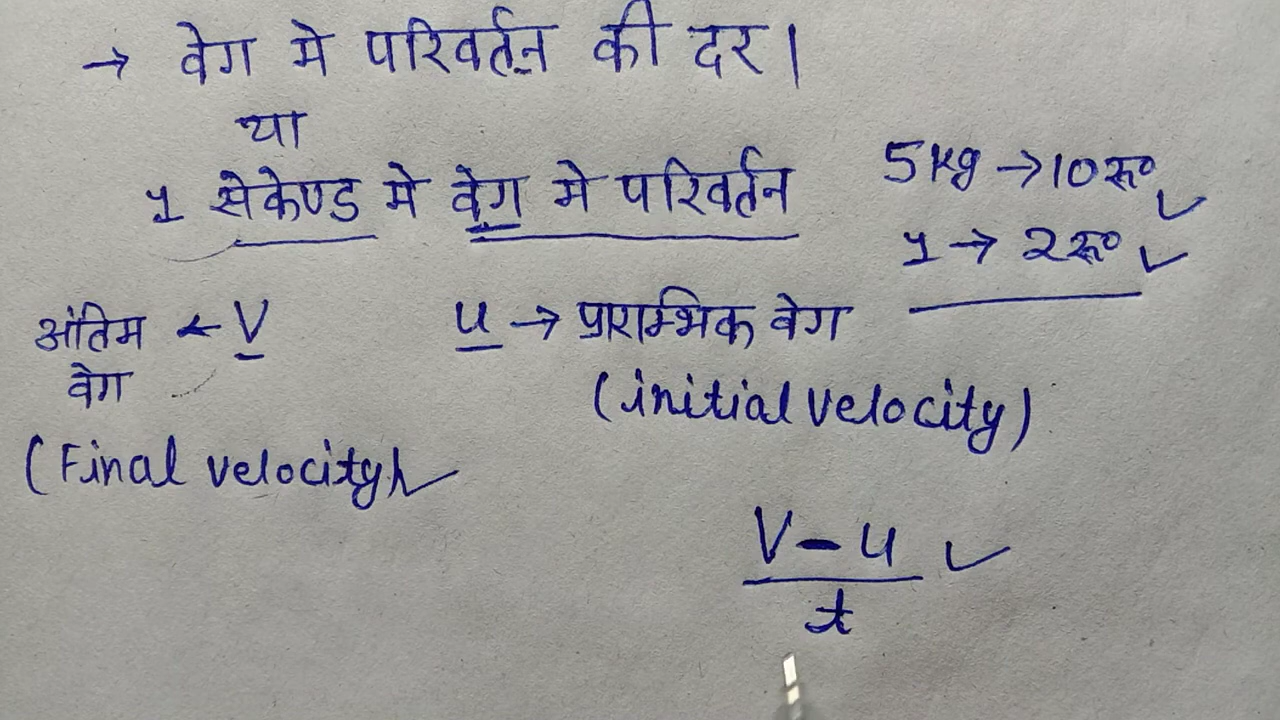 → वेग मे परिवर्तन की दर।
या
1 सेकेण्ड मे वेग मे परिवर्तन
5 kg → 10 रू०
1 → 2 रू०
अंतिम ← V
वेग
(Final velocity)
u → प्रारम्भिक वेग
(initial velocity)
V - u
t